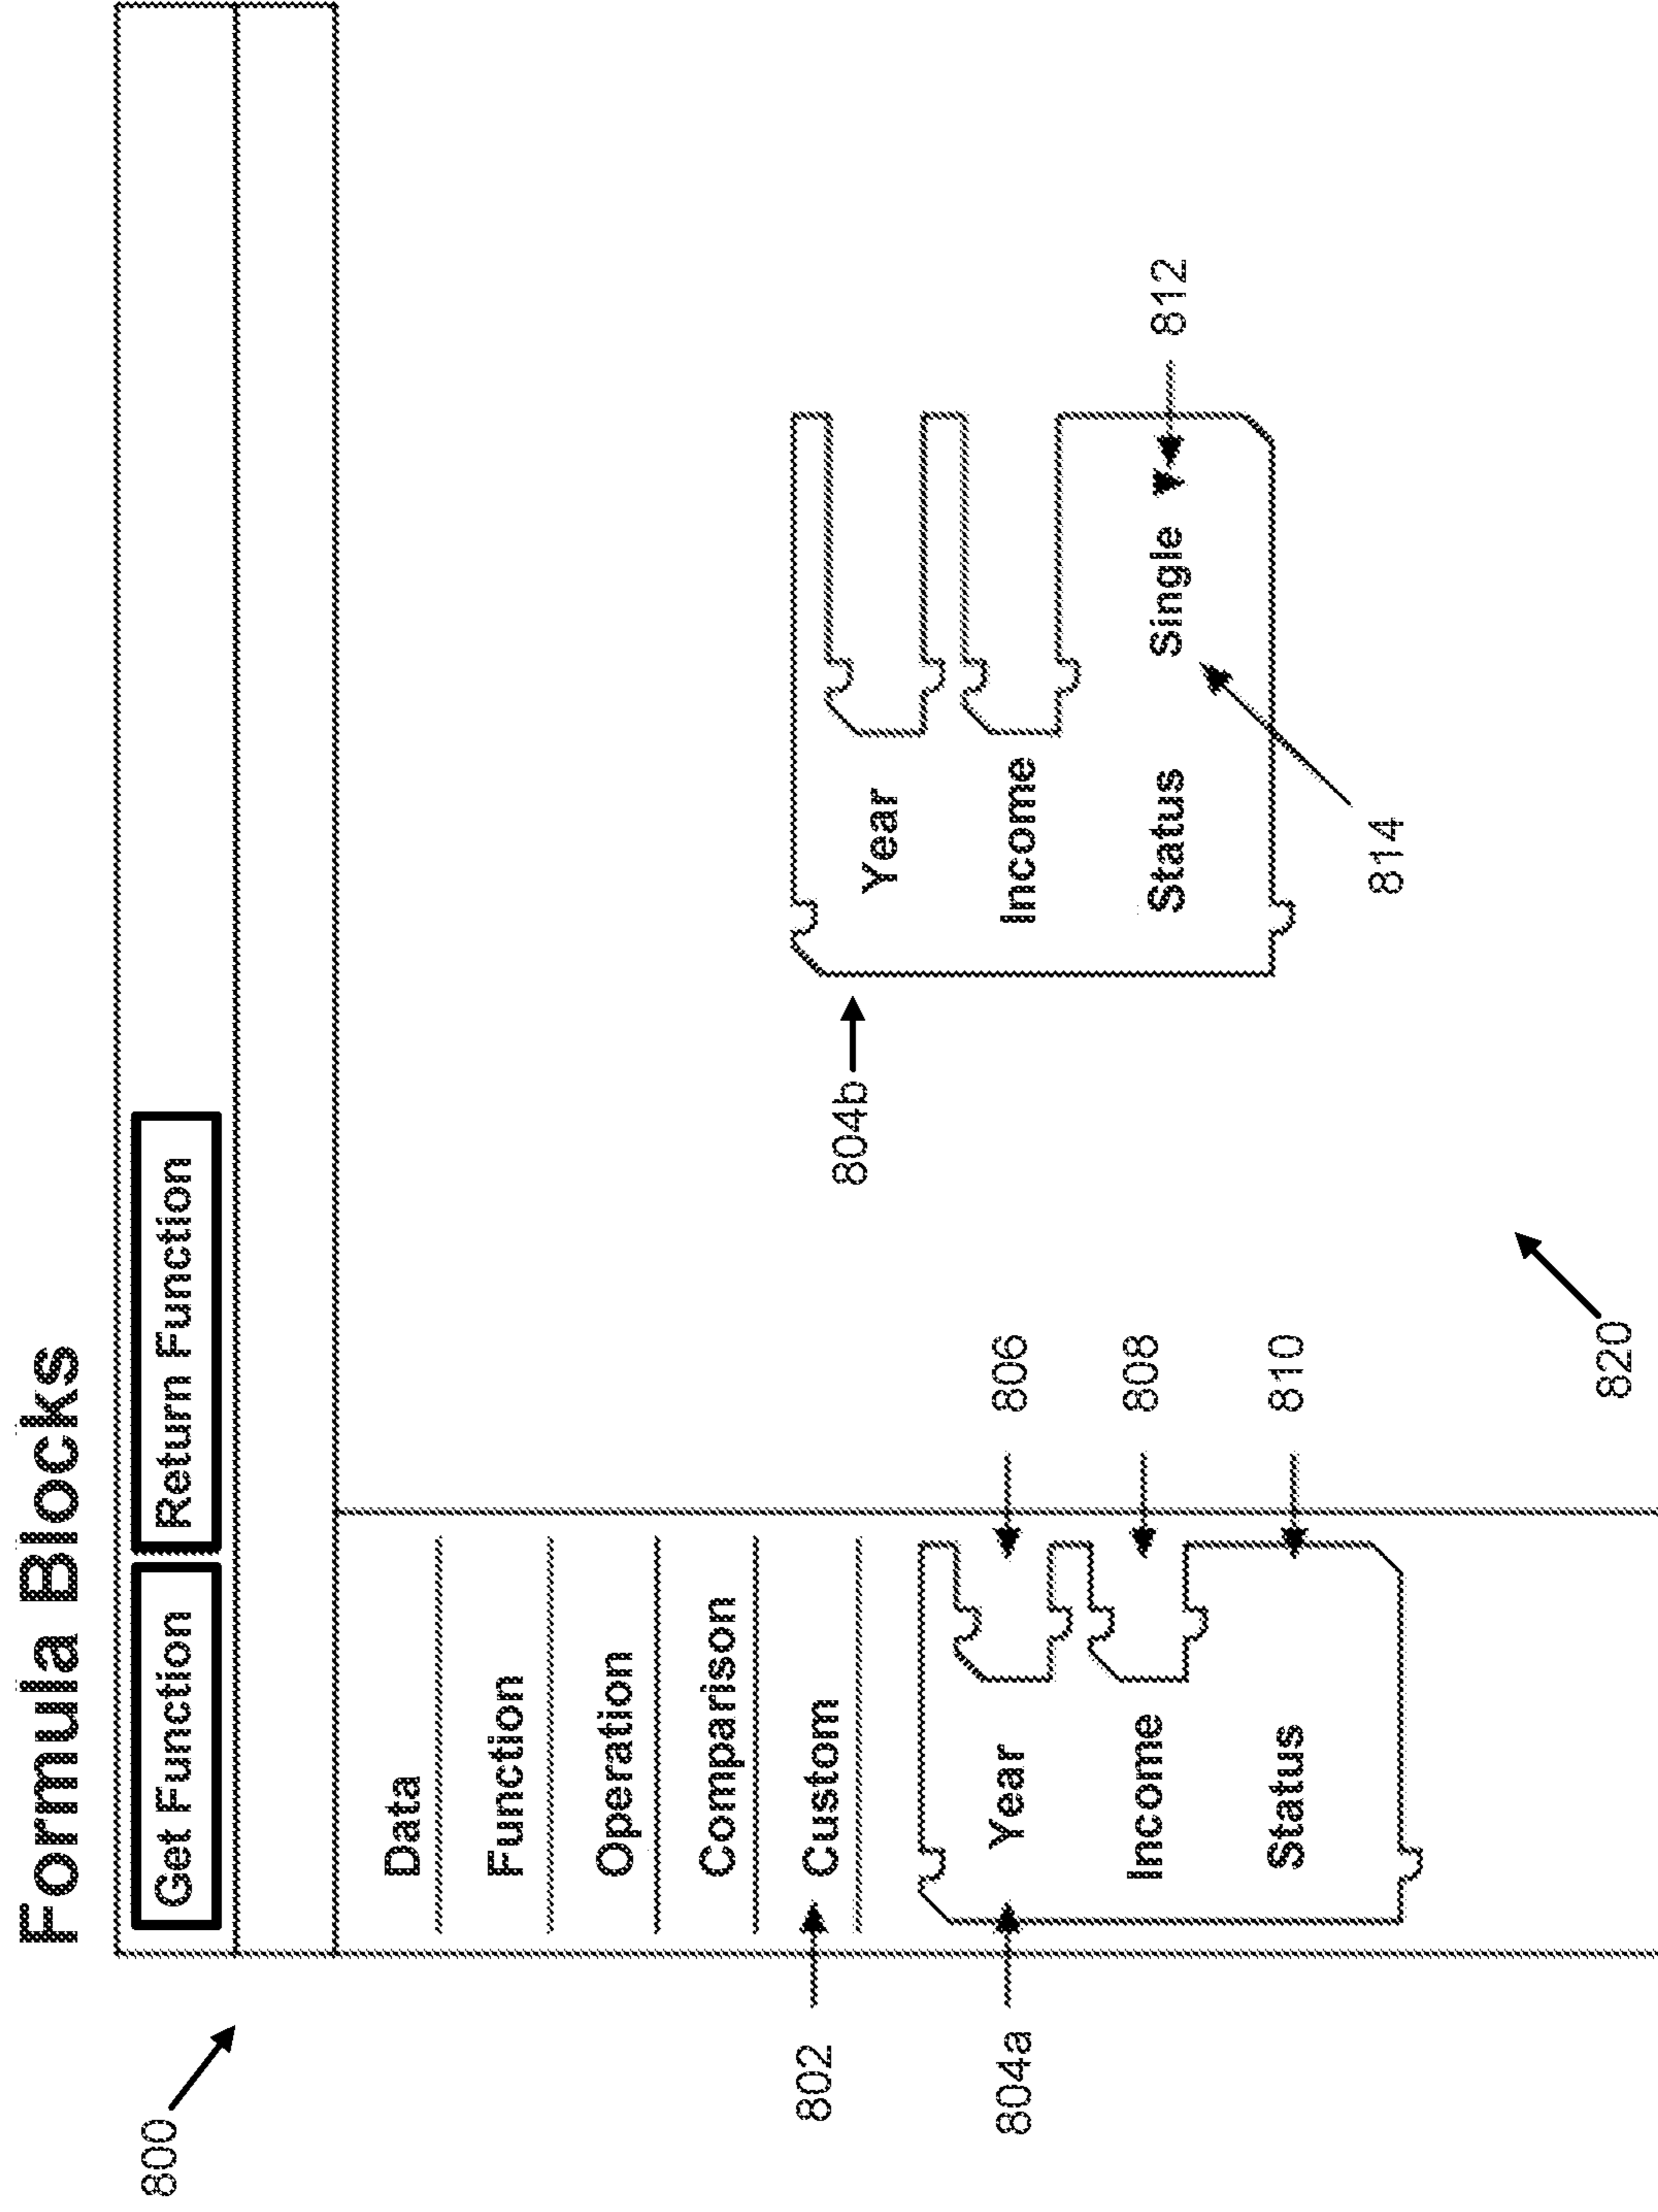 Formula Blocks
800
Get Function
Return Function
Data
Function
Operation
Comparison
802
Custom
804a
Year
806
Income
808
Status
810
804b
Year
Income
Status
Single
812
814
820